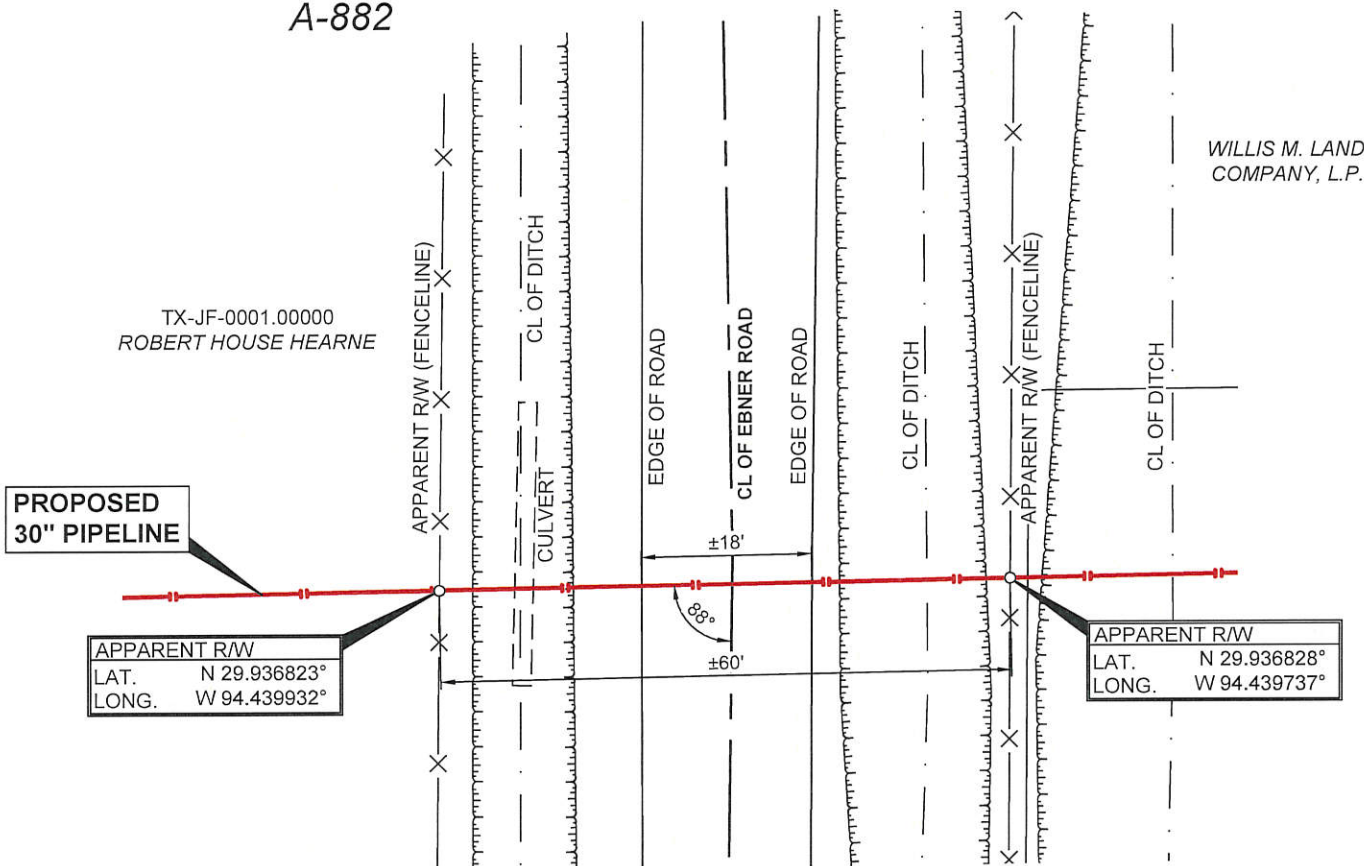 A-882
WILLIS M. LAND
COMPANY, L.P.
TX-JF-0001.00000
ROBERT HOUSE HEARNE
APPARENT R/W (FENCELINE)
CL OF DITCH
CULVERT
EDGE OF ROAD
CL OF EBNER ROAD
EDGE OF ROAD
CL OF DITCH
APPARENT R/W (FENCELINE)
CL OF DITCH
PROPOSED
30" PIPELINE
±18'
88°
±60'
APPARENT R/W
LAT. N 29.936823°
LONG. W 94.439932°
APPARENT R/W
LAT. N 29.936828°
LONG. W 94.439737°